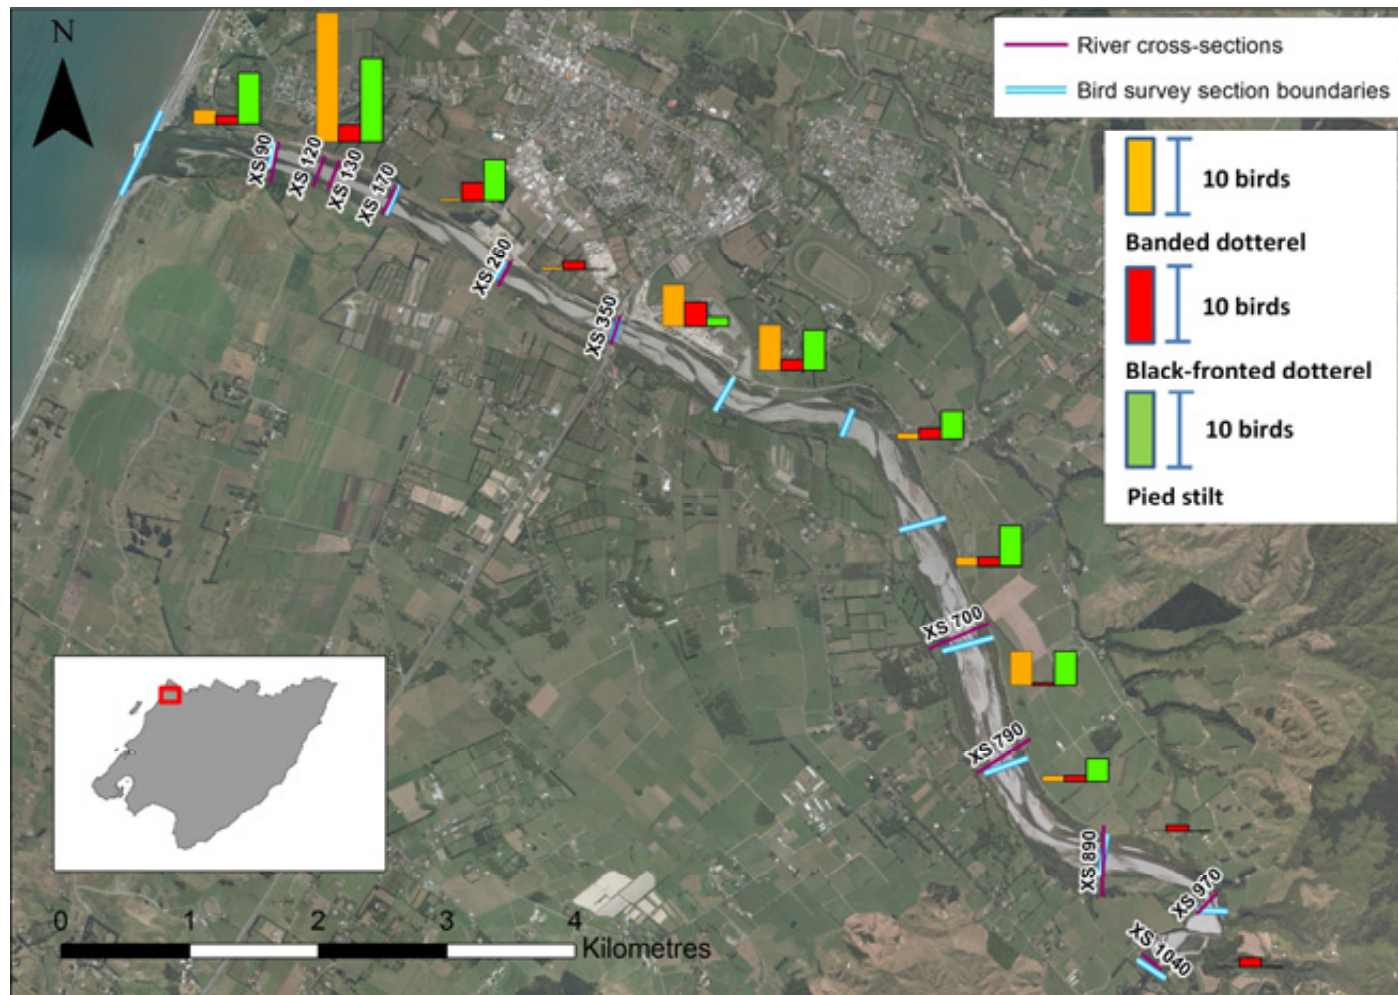 N
River cross-sections
Bird survey section boundaries
10 birds
Banded dotterel
10 birds
Black-fronted dotterel
10 birds
Pied stilt
XS 90
XS 120
XS 130
XS 170
XS 260
XS 350
XS 700
XS 790
XS 890
XS 970
XS 1040
0 1 2 3 4
Kilometres